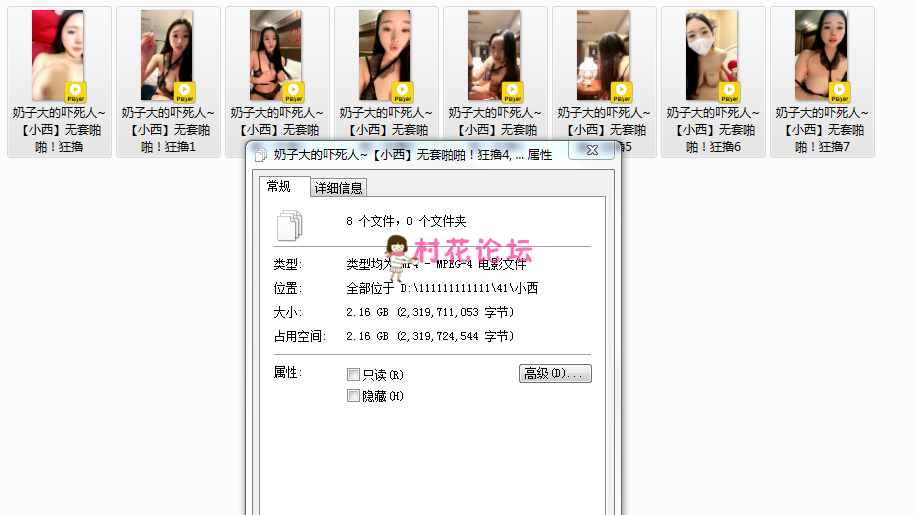 奶子大的吓死人~
【小西】无套啪
啪！狂撸
奶子大的吓死人~
【小西】无套啪
啪！狂撸1
奶子大的吓死人~
【小西】无套啪
奶子大的吓死人~
【小西】无套啪
奶子大的吓死人~
【小西】无套啪
奶子大的吓死人~
【小西】无套啪
5
奶子大的吓死人~
【小西】无套啪
啪！狂撸6
奶子大的吓死人~
【小西】无套啪
啪！狂撸7
奶子大的吓死人~【小西】无套啪啪！狂撸4, ... 属性
常规
详细信息
8 个文件，0 个文件夹
村花论坛
类型:
类型均为 MP4 - MPEG-4 电影文件
位置:
全部位于 D:\111111111111\41\小西
大小:
2.16 GB (2,319,711,053 字节)
占用空间:
2.16 GB (2,319,724,544 字节)
属性:
只读(R)
高级(D)...
隐藏(H)